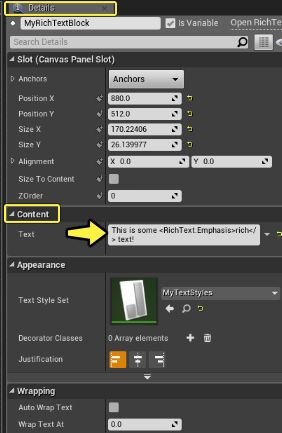 Details
MyRichTextBlock
Is Variable
Open RichT
Search Details
Slot (Canvas Panel Slot)
Anchors
Anchors
Position X
880.0
Position Y
512.0
Size X
170.22406
Size Y
26.139977
Alignment
X 0.0
Y 0.0
Size To Content
ZOrder
0
Content
Text
This is some <RichText.Emphasis>rich</
> text!
Appearance
Text Style Set
MyTextStyles
Decorator Classes
0 Array elements
Justification
Wrapping
Auto Wrap Text
Wrap Text At
0.0